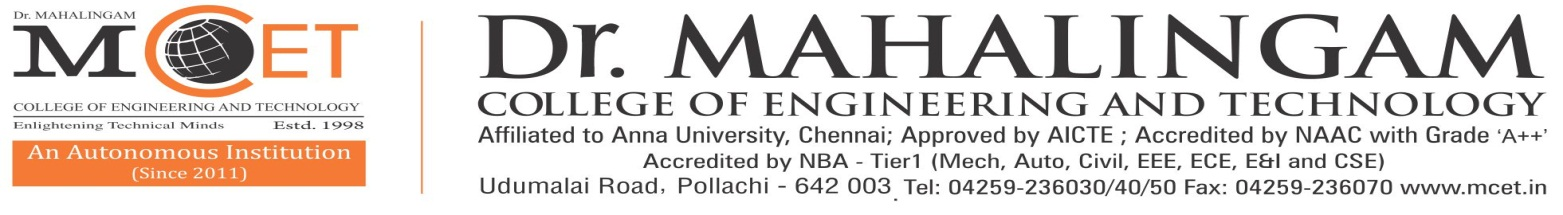 Dr. MAHALINGAM
MCET
COLLEGE OF ENGINEERING AND TECHNOLOGY
Enlightening Technical Minds Estd. 1998
An Autonomous Institution
(Since 2011)
Dr. MAHALINGAM
COLLEGE OF ENGINEERING AND TECHNOLOGY
Affiliated to Anna University, Chennai; Approved by AICTE ; Accredited by NAAC with Grade 'A++'
Accredited by NBA - Tier1 (Mech, Auto, Civil, EEE, ECE, E&I and CSE)
Udumalai Road, Pollachi - 642 003. Tel: 04259-236030/40/50 Fax: 04259-236070 www.mcet.in